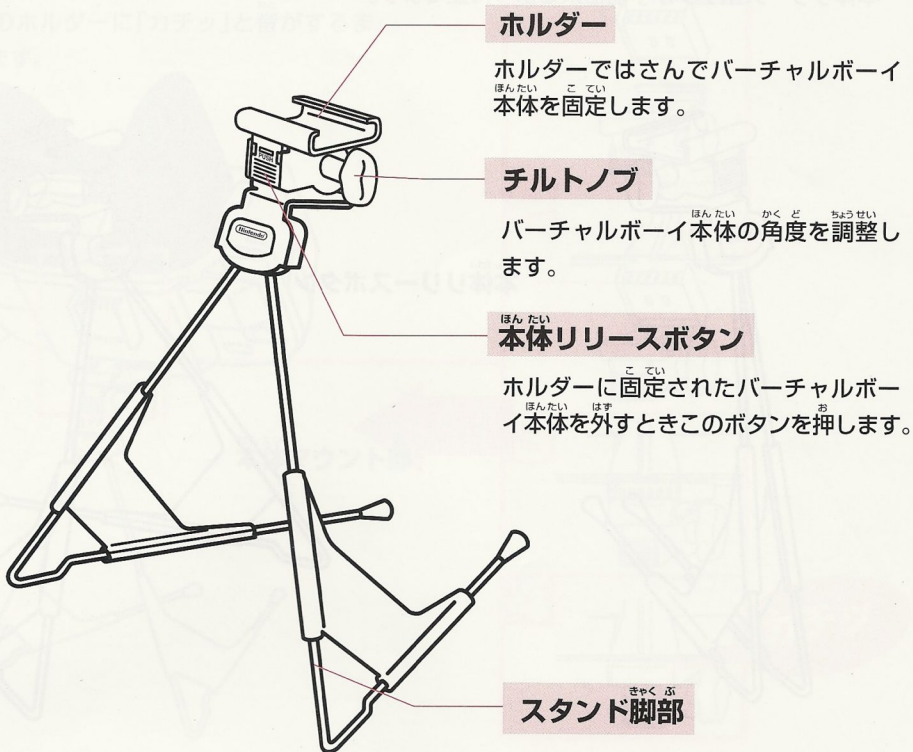 ホルダー
ホルダーではさんでバーチャルボーイ
本体を固定します。
PUSH
チルトノブ
バーチャルボーイ本体の角度を調整し
ます。
Nintendo
本体リリースボタン
ホルダーに固定されたバーチャルボー
イ本体を外すときこのボタンを押します。
スタンド脚部